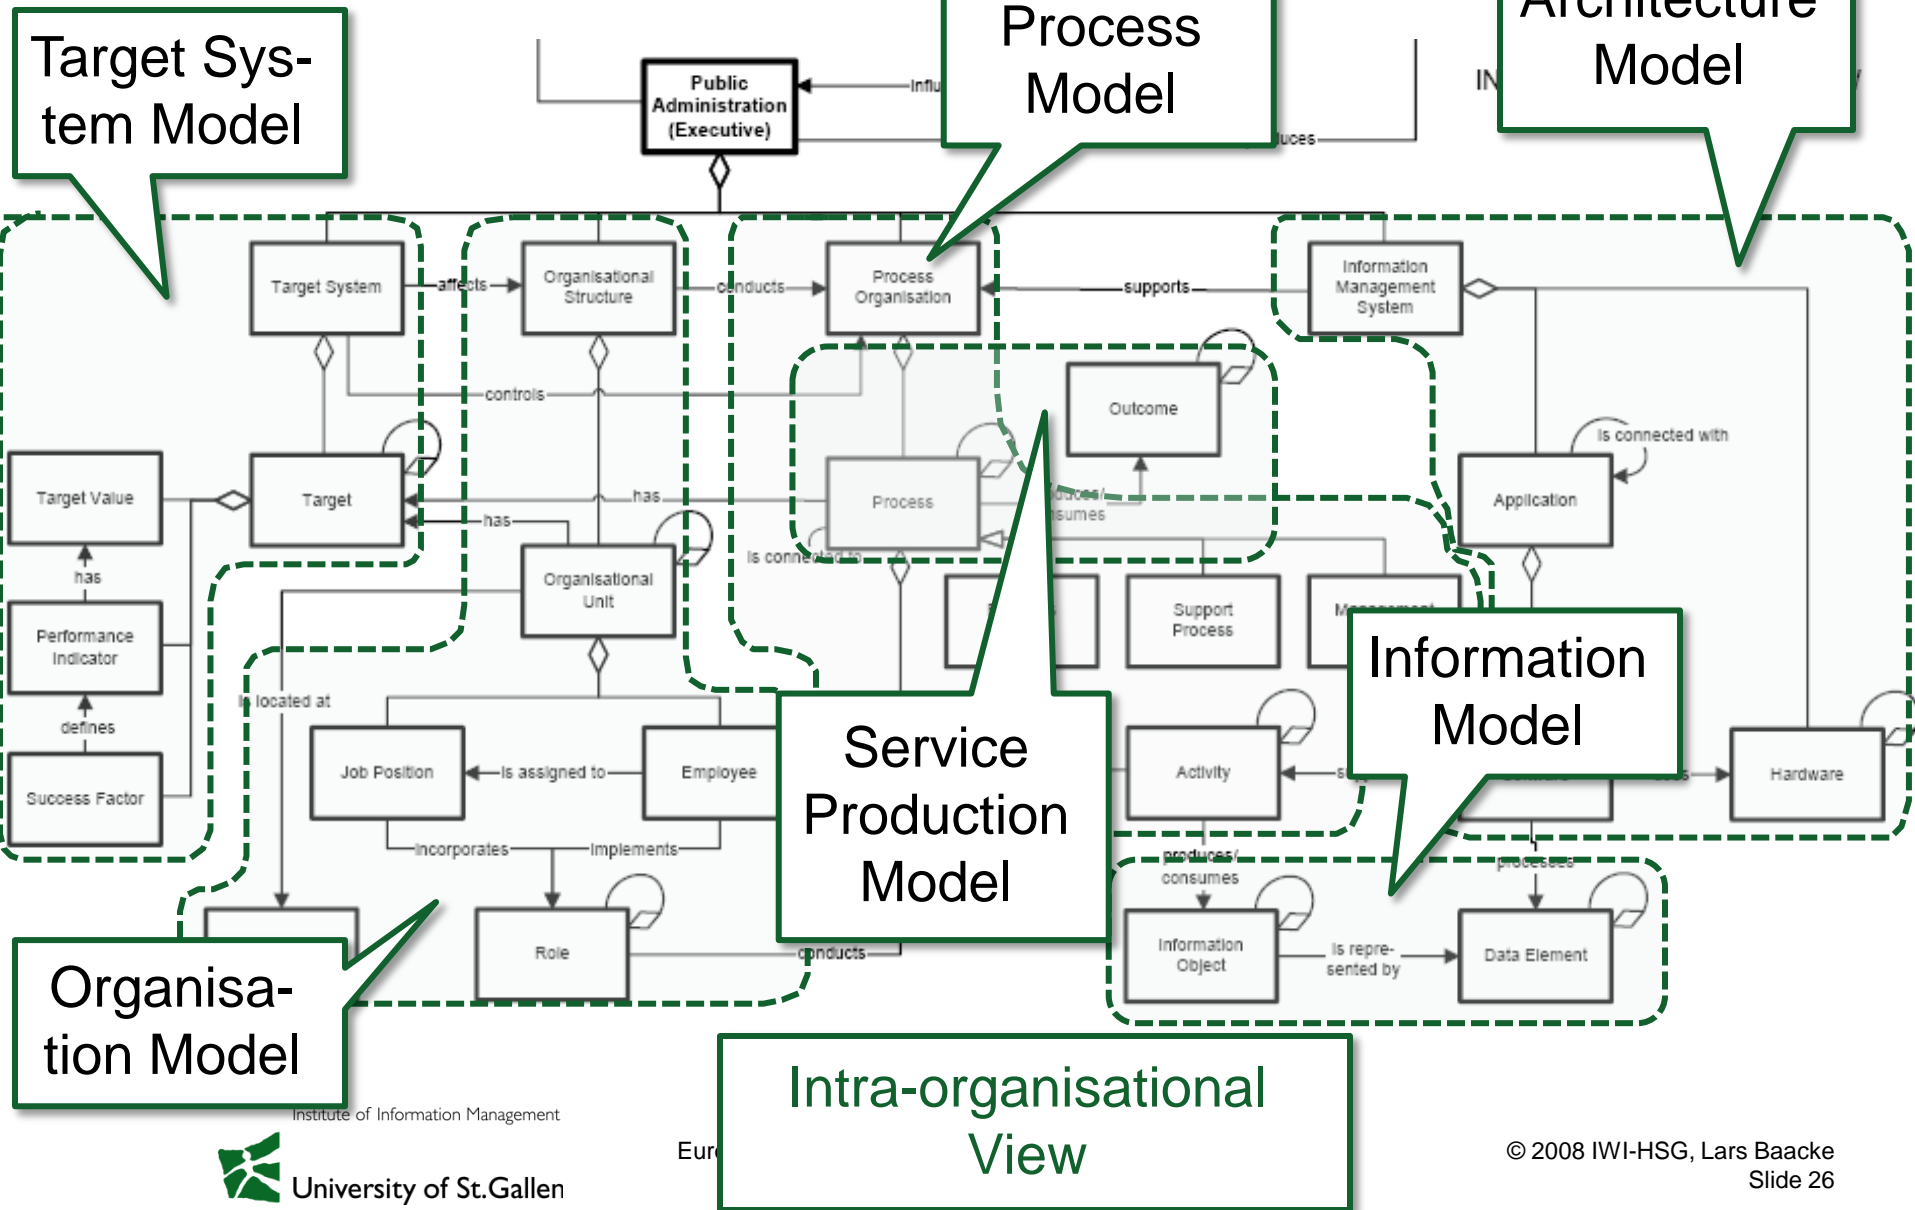 Target Sys-
tem Model
Process
Model
Architecture
Model
Public
Administration
(Executive)
Target System
affects
Organisational
Structure
conducts
Process
Organisation
supports
Information
Management
System
controls
Outcome
Is connected with
Target Value
Target
has
Process
Application
has
has
Is connected to
Organisational
Unit
Performance
Indicator
Support
Process
Information
Model
defines
located at
Success Factor
Job Position
Is assigned to
Employee
Service
Production
Model
Activity
Hardware
Incorporates
Implements
produces/
consumes
processes
Organisa-
tion Model
Role
conducts
Information
Object
Is repre-
sented by
Data Element
Intra-organisational
View
Institute of Information Management
University of St.Gallen
© 2008 IWI-HSG, Lars Baacke
Slide 26